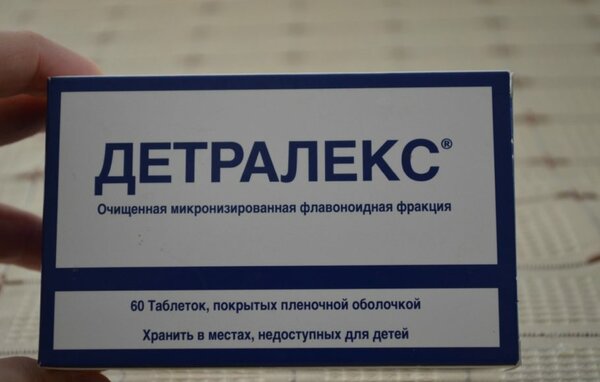 ДЕТРАЛЕКС®
Очищенная микронизированная флавоноидная фракция
60 Таблеток, покрытых пленочной оболочкой
Хранить в местах, недоступных для детей